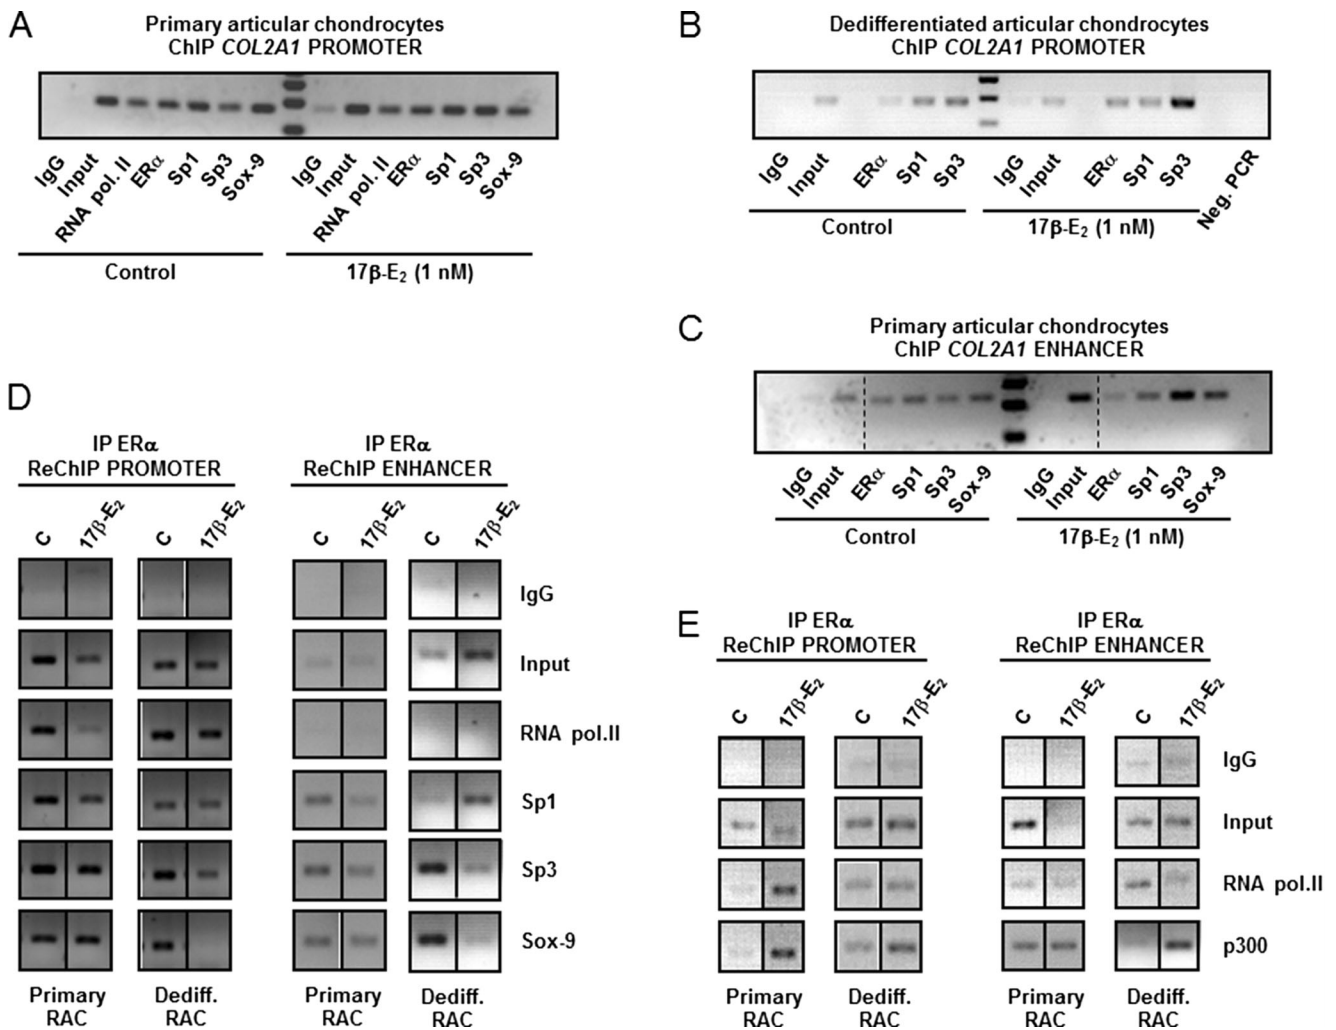 A
Primary articular chondrocytes
ChIP COL2A1 PROMOTER
IgG
Input
RNA pol. II
ERα
Sp1
Sp3
Sox-9
IgG
Input
RNA pol. II
ERα
Sp1
Sp3
Sox-9
Control
17β-E₂ (1 nM)
B
Dedifferentiated articular chondrocytes
ChIP COL2A1 PROMOTER
IgG
Input
ERα
Sp1
Sp3
IgG
Input
ERα
Sp1
Sp3
Neg. PCR
Control
17β-E₂ (1 nM)
C
Primary articular chondrocytes
ChIP COL2A1 ENHANCER
IgG
Input
ERα
Sp1
Sp3
Sox-9
IgG
Input
ERα
Sp1
Sp3
Sox-9
Control
17β-E₂ (1 nM)
D
IP ERα
ReChIP PROMOTER
IP ERα
ReChIP ENHANCER
C
17β-E₂
C
17β-E₂
C
17β-E₂
C
17β-E₂
IgG
Input
RNA pol.II
Sp1
Sp3
Sox-9
Primary
RAC
Dediff.
RAC
Primary
RAC
Dediff.
RAC
E
IP ERα
ReChIP PROMOTER
IP ERα
ReChIP ENHANCER
C
17β-E₂
C
17β-E₂
C
17β-E₂
C
17β-E₂
IgG
Input
RNA pol.II
p300
Primary
RAC
Dediff.
RAC
Primary
RAC
Dediff.
RAC